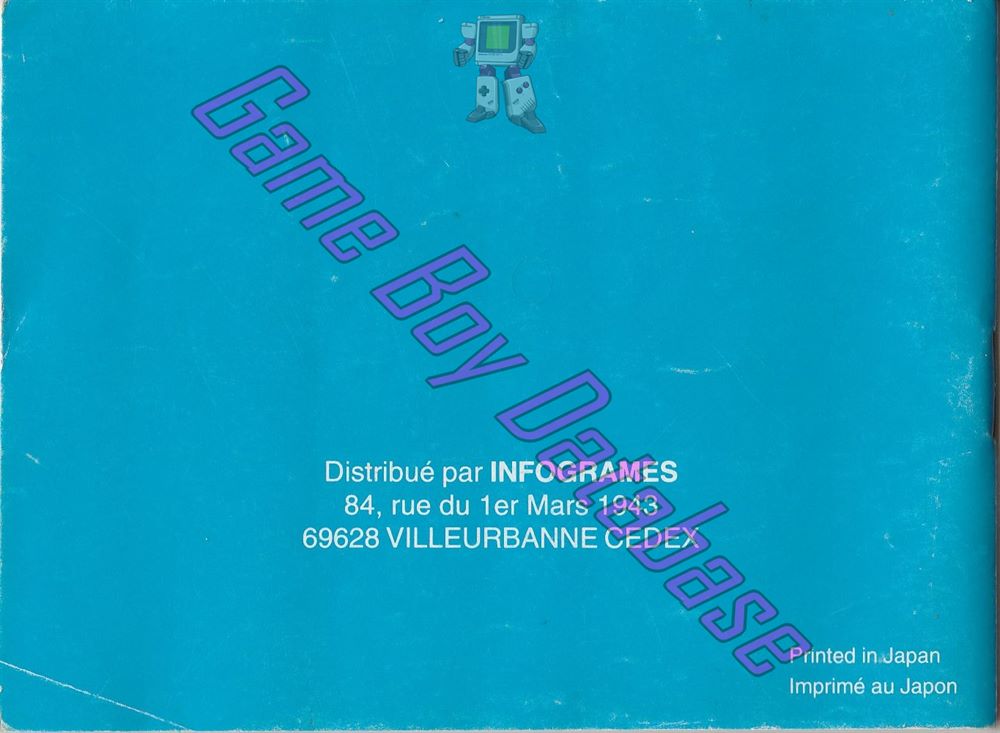 Game Boy Database
Distribué par INFOGRAMES
84, rue du 1er Mars 1943
69628 VILLEURBANNE CEDEX
Printed in Japan
Imprimé au Japon